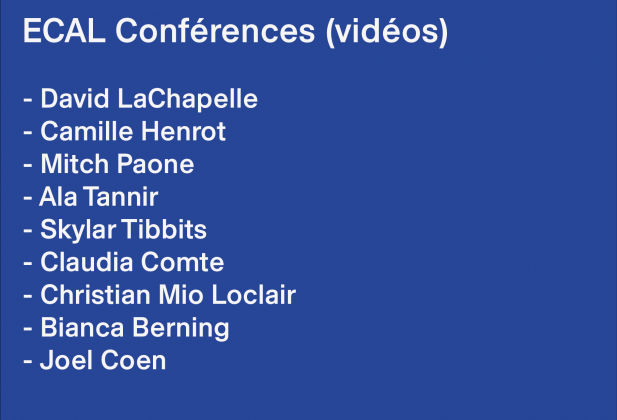 ECAL Conférences (vidéos)
- David LaChapelle
- Camille Henrot
- Mitch Paone
- Ala Tannir
- Skylar Tibbits
- Claudia Comte
- Christian Mio Loclair
- Bianca Berning
- Joel Coen